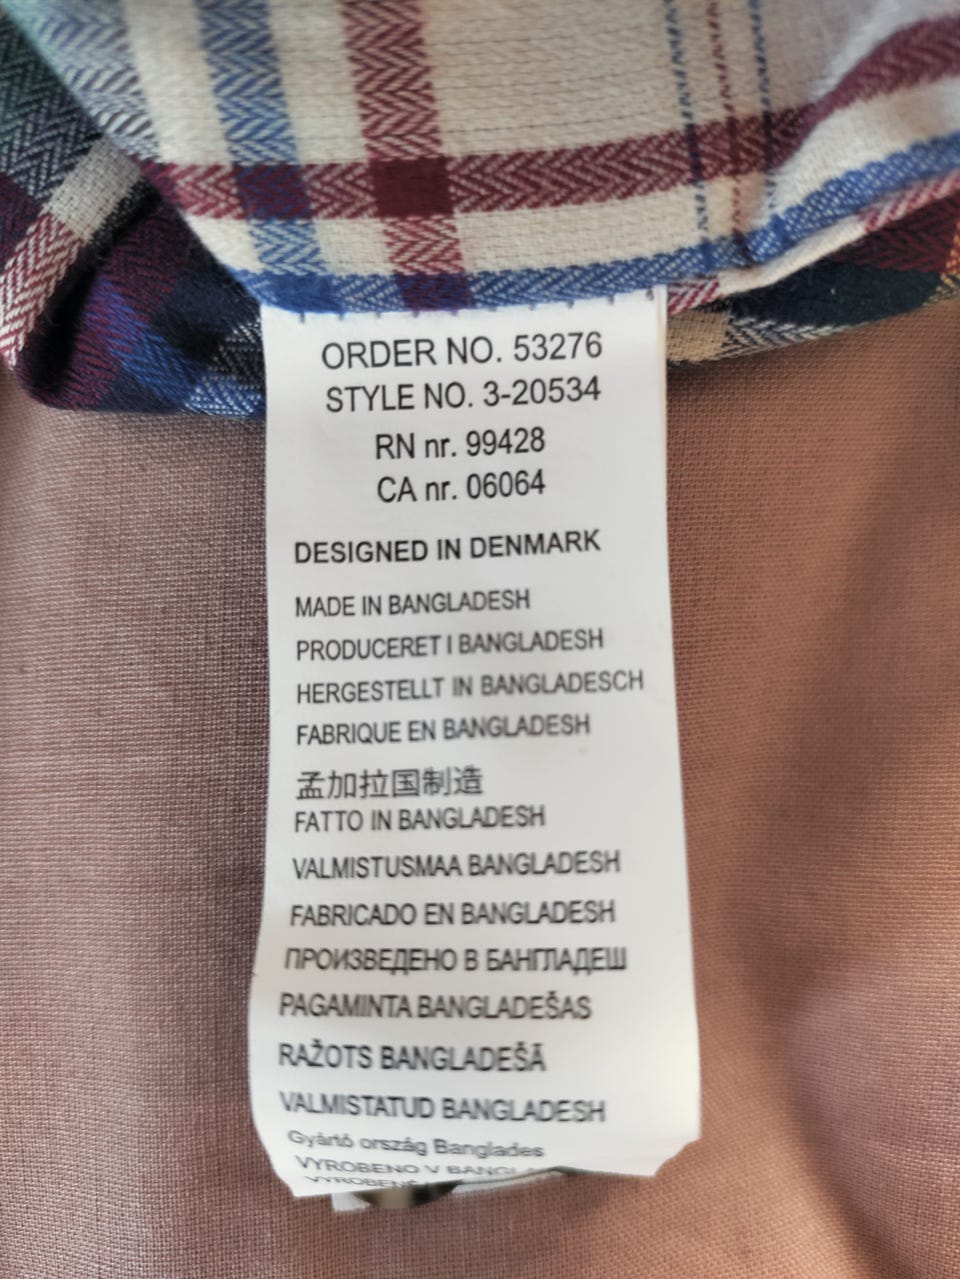 ORDER NO. 53276
STYLE NO. 3-20534
RN nr. 99428
CA nr. 06064
DESIGNED IN DENMARK
MADE IN BANGLADESH
PRODUCERET I BANGLADESH
HERGESTELLT IN BANGLADESCH
FABRIQUE EN BANGLADESH
孟加拉国制造
FATTO IN BANGLADESH
VALMISTUSMAA BANGLADESH
FABRICADO EN BANGLADESH
ПРОИЗВЕДЕНО В БАНГЛАДЕШ
PAGAMINTA BANGLADEŠAS
RAŽOTS BANGLADEŠĀ
VALMISTATUD BANGLADESH
Gyártó ország Banglades
VYROBENO V